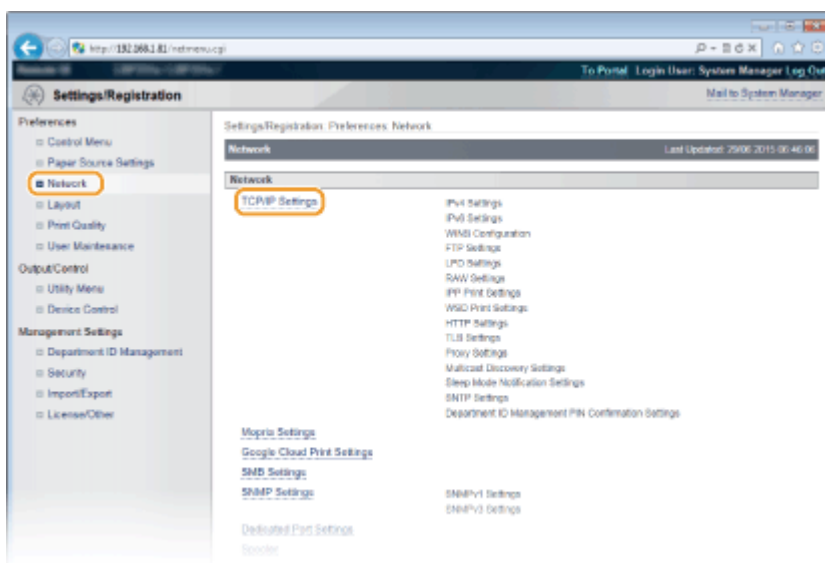 http://192.168.1.81/netmenu.cgi
To Portal Login User: System Manager Log Out
Settings/Registration
Mail to System Manager
Preferences
Control Menu
Paper Source Settings
Network
Layout
Print Quality
User Maintenance
Output/Control
Utility Menu
Device Control
Management Settings
Department ID Management
Security
Import/Export
License/Other
Settings/Registration: Preferences: Network
Network
Last Updated: 29/06 2015 06:46:06
Network
TCP/IP Settings
IPv4 Settings
IPv6 Settings
WINS Configuration
FTP Settings
LPD Settings
RAW Settings
IPP Print Settings
WSD Print Settings
HTTP Settings
TLS Settings
Proxy Settings
Multicast Discovery Settings
Sleep Mode Notification Settings
SNTP Settings
Department ID Management PIN Confirmation Settings
Mopria Settings
Google Cloud Print Settings
SMB Settings
SNMP Settings
SNMPv1 Settings
SNMPv3 Settings
Dedicated Port Settings
Spooler